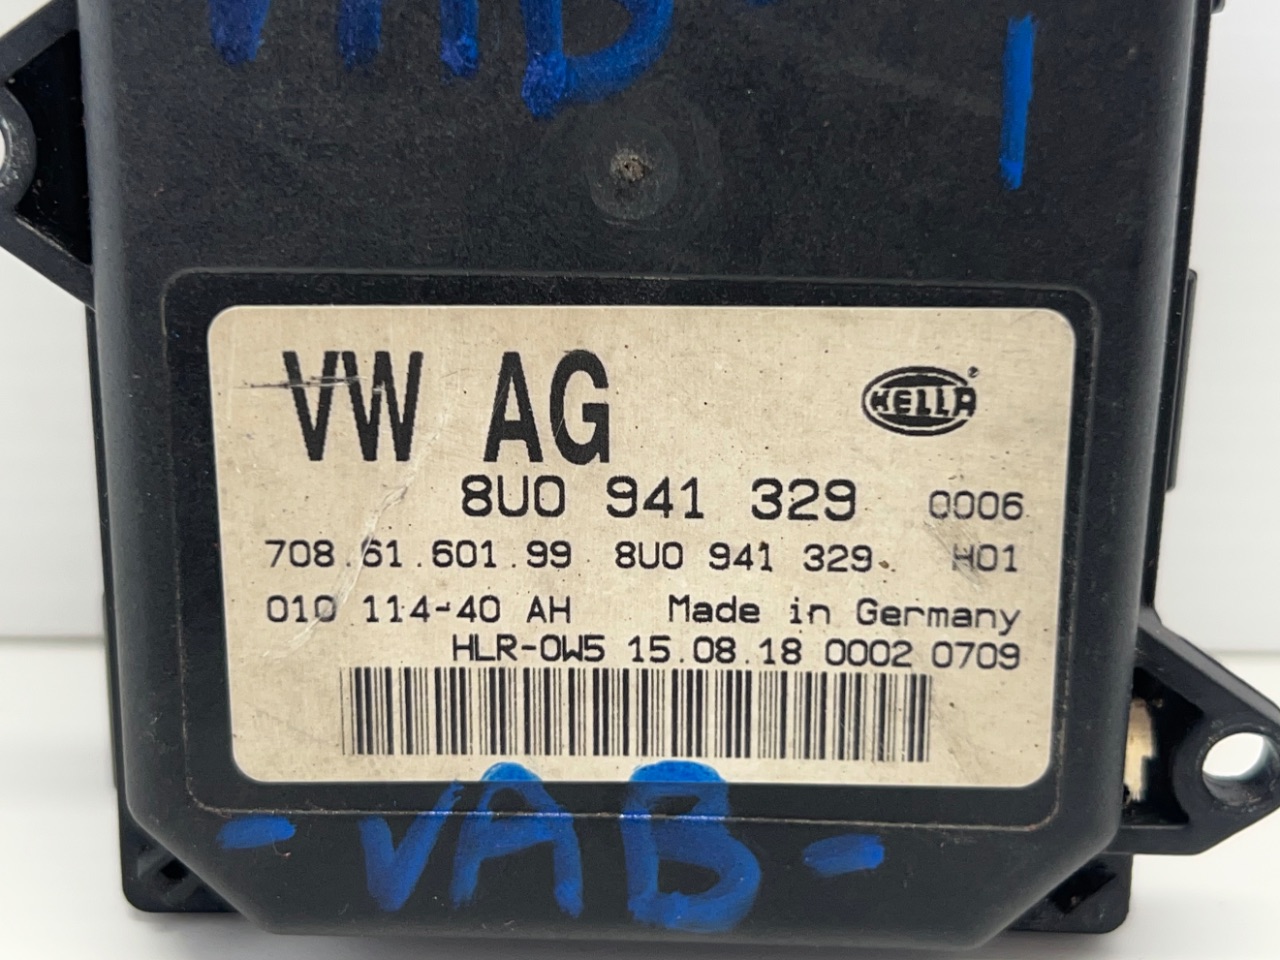 VW AG
HELLA®
8U0 941 329 0006
708.61.601.99 8U0 941 329 H01
010 114-40 AH Made in Germany
HLR-0W5 15.08.18 0002 0709
- VAB -